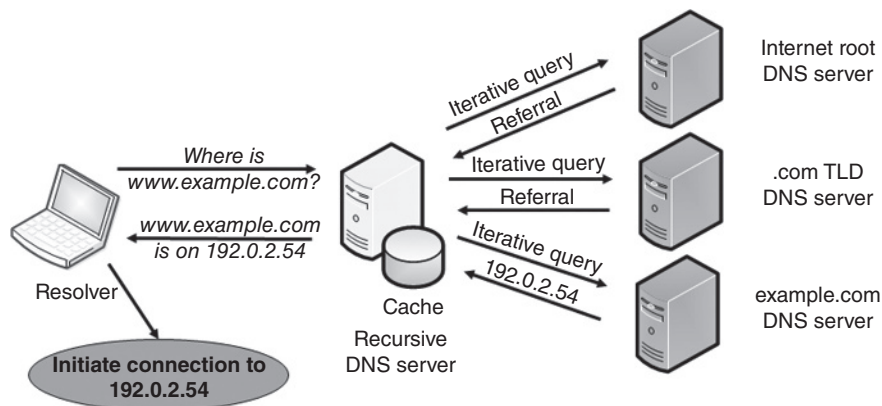 Where is
www.example.com?
www.example.com
is on 192.0.2.54
Resolver
Initiate connection to
192.0.2.54
Cache
Recursive
DNS server
Iterative query
Referral
Iterative query
Referral
Iterative query
192.0.2.54
Internet root
DNS server
.com TLD
DNS server
example.com
DNS server